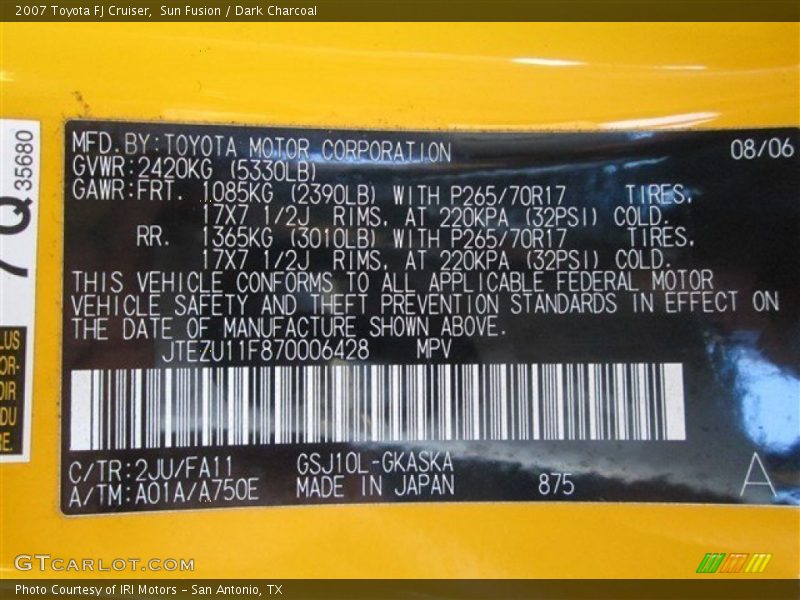 2007 Toyota FJ Cruiser, Sun Fusion / Dark Charcoal
35680
Q
MFD.BY:TOYOTA MOTOR CORPORATION 08/06
GVWR:2420KG (5330LB)
GAWR:FRT. 1085KG (2390LB) WITH P265/70R17 TIRES,
17X7 1/2J RIMS, AT 220KPA (32PSI) COLD.
RR. 1365KG (3010LB) WITH P265/70R17 TIRES,
17X7 1/2J RIMS, AT 220KPA (32PSI) COLD.
THIS VEHICLE CONFORMS TO ALL APPLICABLE FEDERAL MOTOR
VEHICLE SAFETY AND THEFT PREVENTION STANDARDS IN EFFECT ON
THE DATE OF MANUFACTURE SHOWN ABOVE.
JTEZU11F870006428 MPV
C/TR:2JU/FA11 GSJ10L-GKASKA
A/TM:A01A/A750E MADE IN JAPAN 875 A
GTCARLOT.COM
Photo Courtesy of IRI Motors - San Antonio, TX